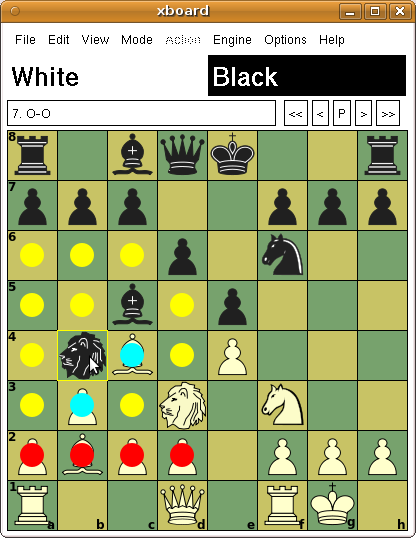 xboard
File Edit View Mode Action Engine Options Help
White Black
7. O-O << < P > >>
8
7
6
5
4
3
2
1 a b c d e f g h